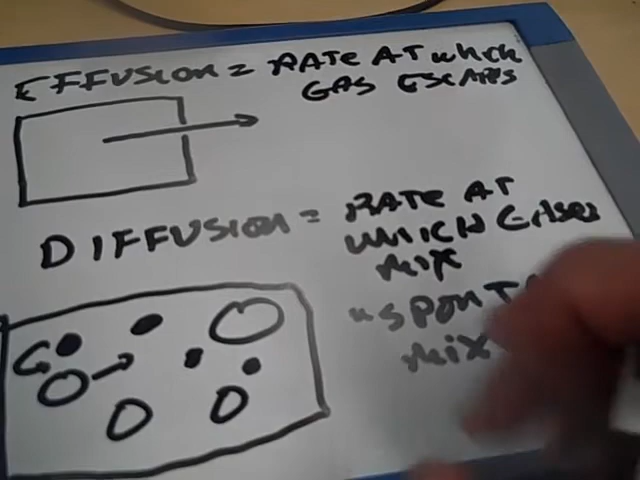 EFFUSION = RATE AT which
GAS ESCAPES
DIFFUSION = RATE AT
WHICH GASES
MIX
"SPONT
MIX